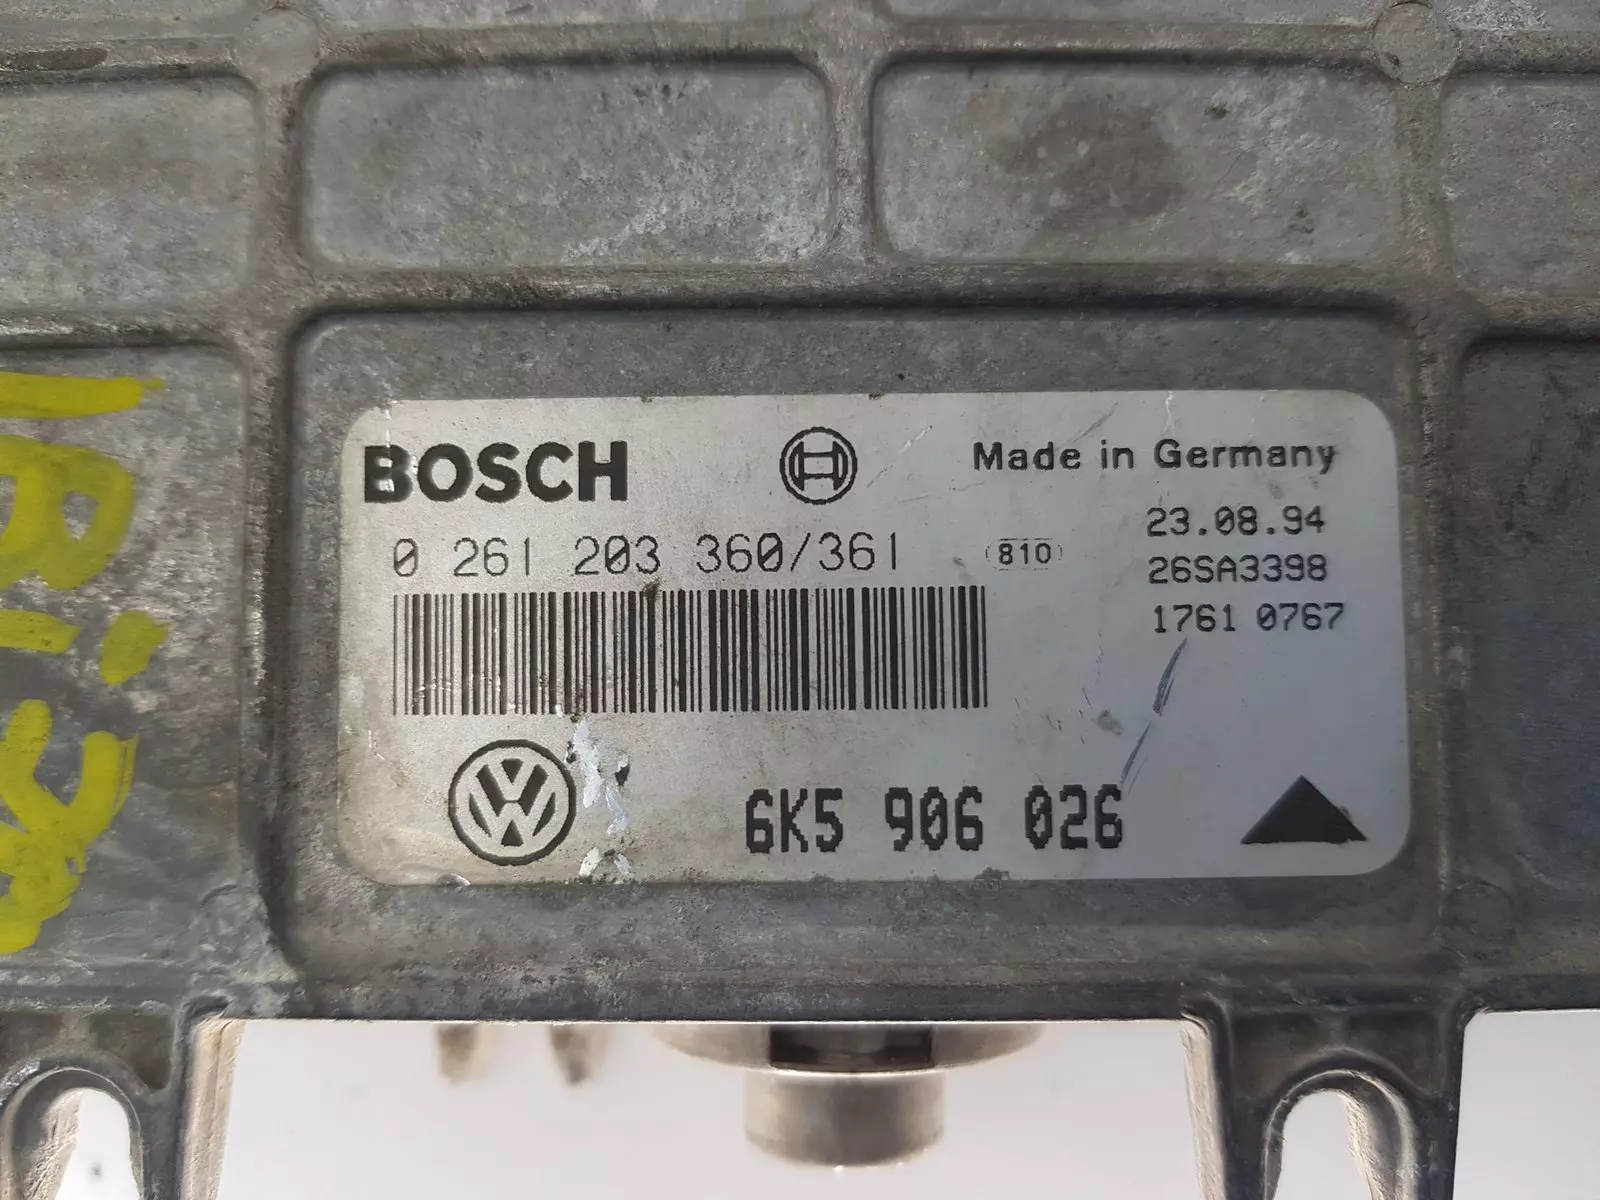 BOSCH
Made in Germany
23.08.94
0 261 203 360/361
810
26SA3398
1761 0767
6K5 906 026